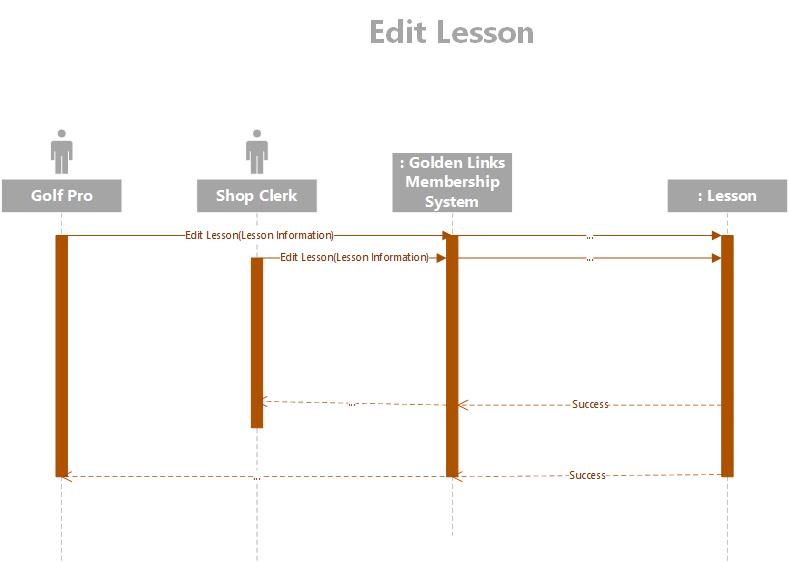 Edit Lesson
Golf Pro
Shop Clerk
: Golden Links
Membership
System
: Lesson
Edit Lesson(Lesson Information)
...
Edit Lesson(Lesson Information)
...
...
Success
...
Success